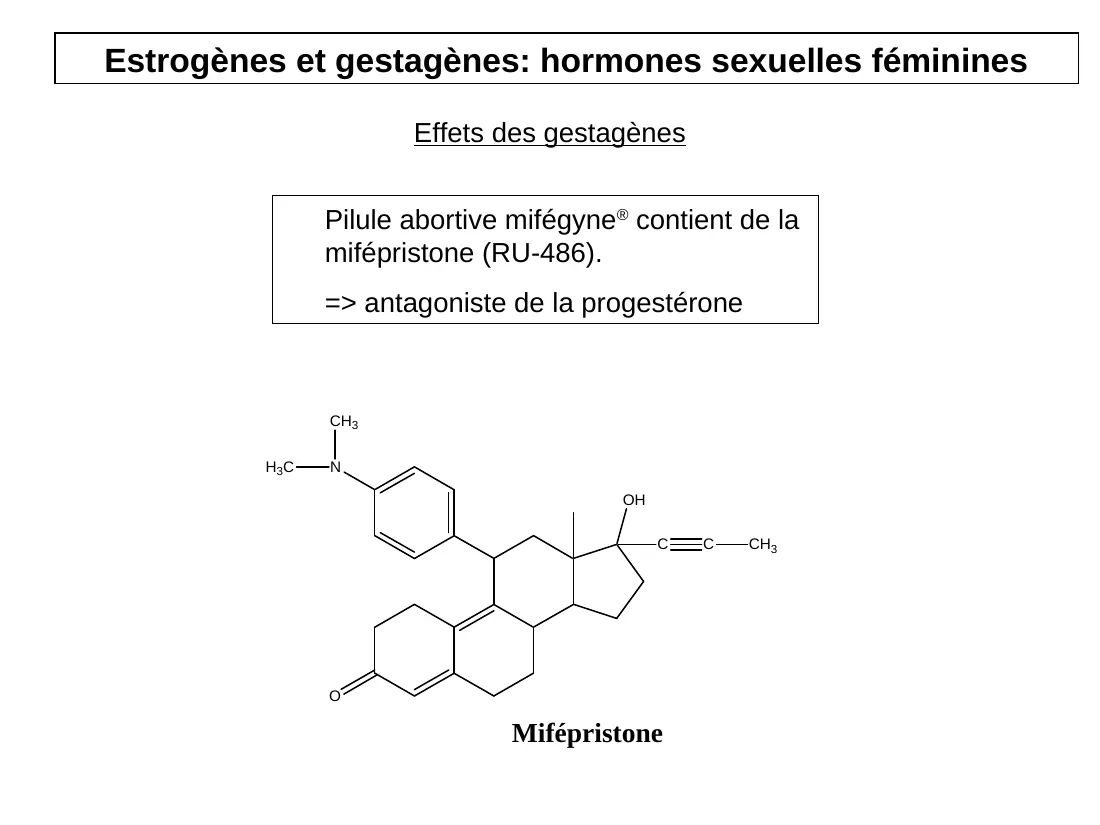 Estrogènes et gestagènes: hormones sexuelles féminines
Effets des gestagènes
Pilule abortive mifégyne® contient de la
mifépristone (RU-486).
=> antagoniste de la progestérone
CH3
H3C N
OH
C C CH3
O
Mifépristone